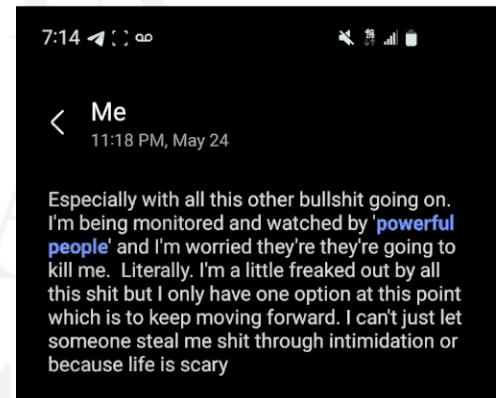 7:14
Me
11:18 PM, May 24
Especially with all this other bullshit going on.
I'm being monitored and watched by 'powerful
people' and I'm worried they're they're going to
kill me.  Literally. I'm a little freaked out by all
this shit but I only have one option at this point
which is to keep moving forward. I can't just let
someone steal me shit through intimidation or
because life is scary